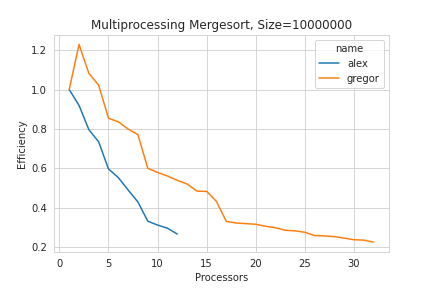 Multiprocessing Mergesort, Size=10000000
name
alex
gregor
Efficiency
1.2
1.0
0.8
0.6
0.4
0.2
0 5 10 15 20 25 30
Processors